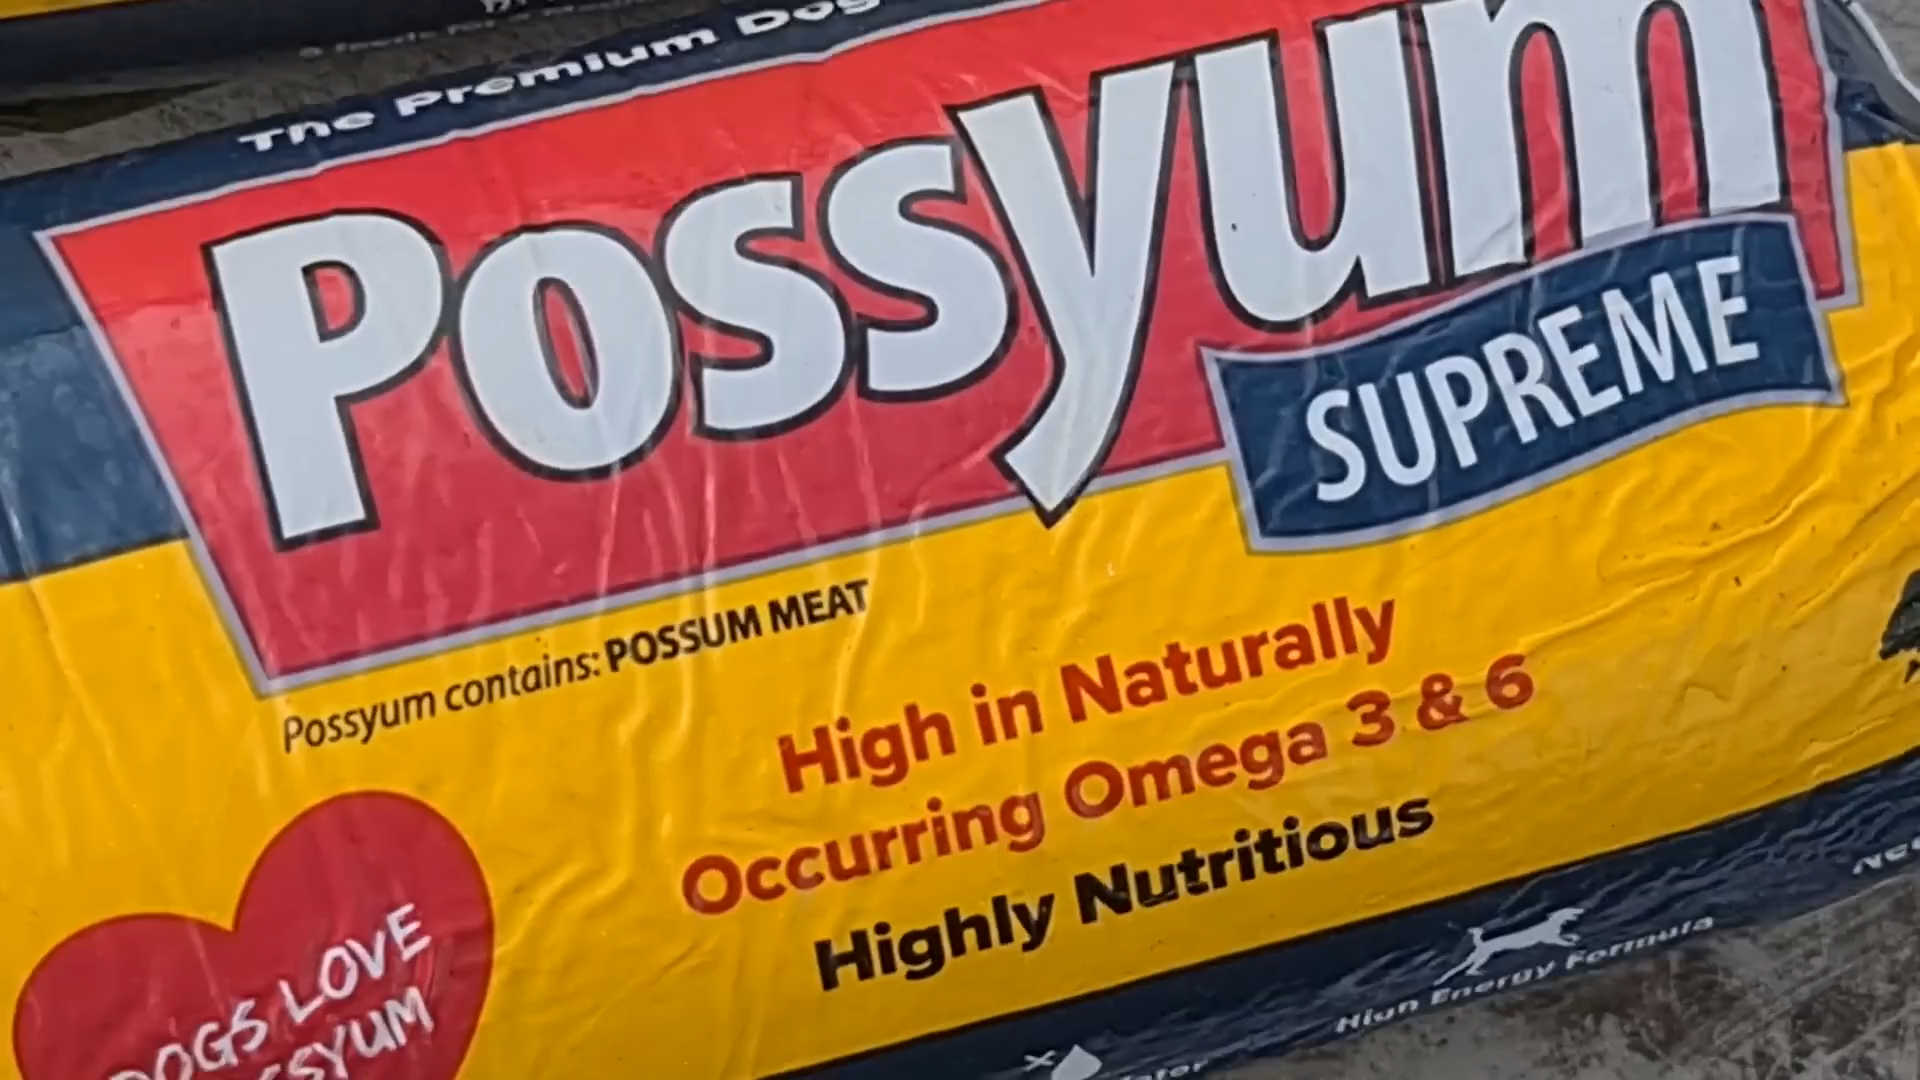 The Premium Dog
Possyum
SUPREME
Possyum contains: POSSUM MEAT
High in Naturally
Occurring Omega 3 & 6
Highly Nutritious
DOGS LOVE
High Energy Formula